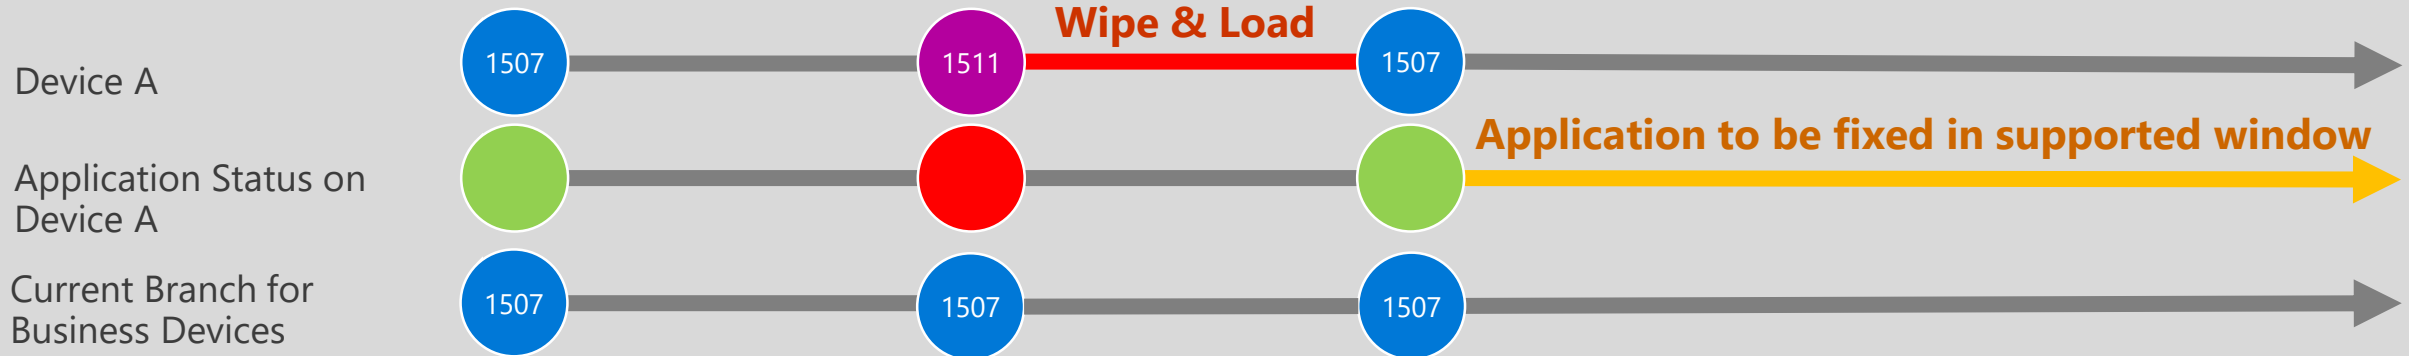 Wipe & Load
Device A
1507
1511
1507
Application to be fixed in supported window
Application Status on
Device A
Current Branch for
Business Devices
1507
1507
1507